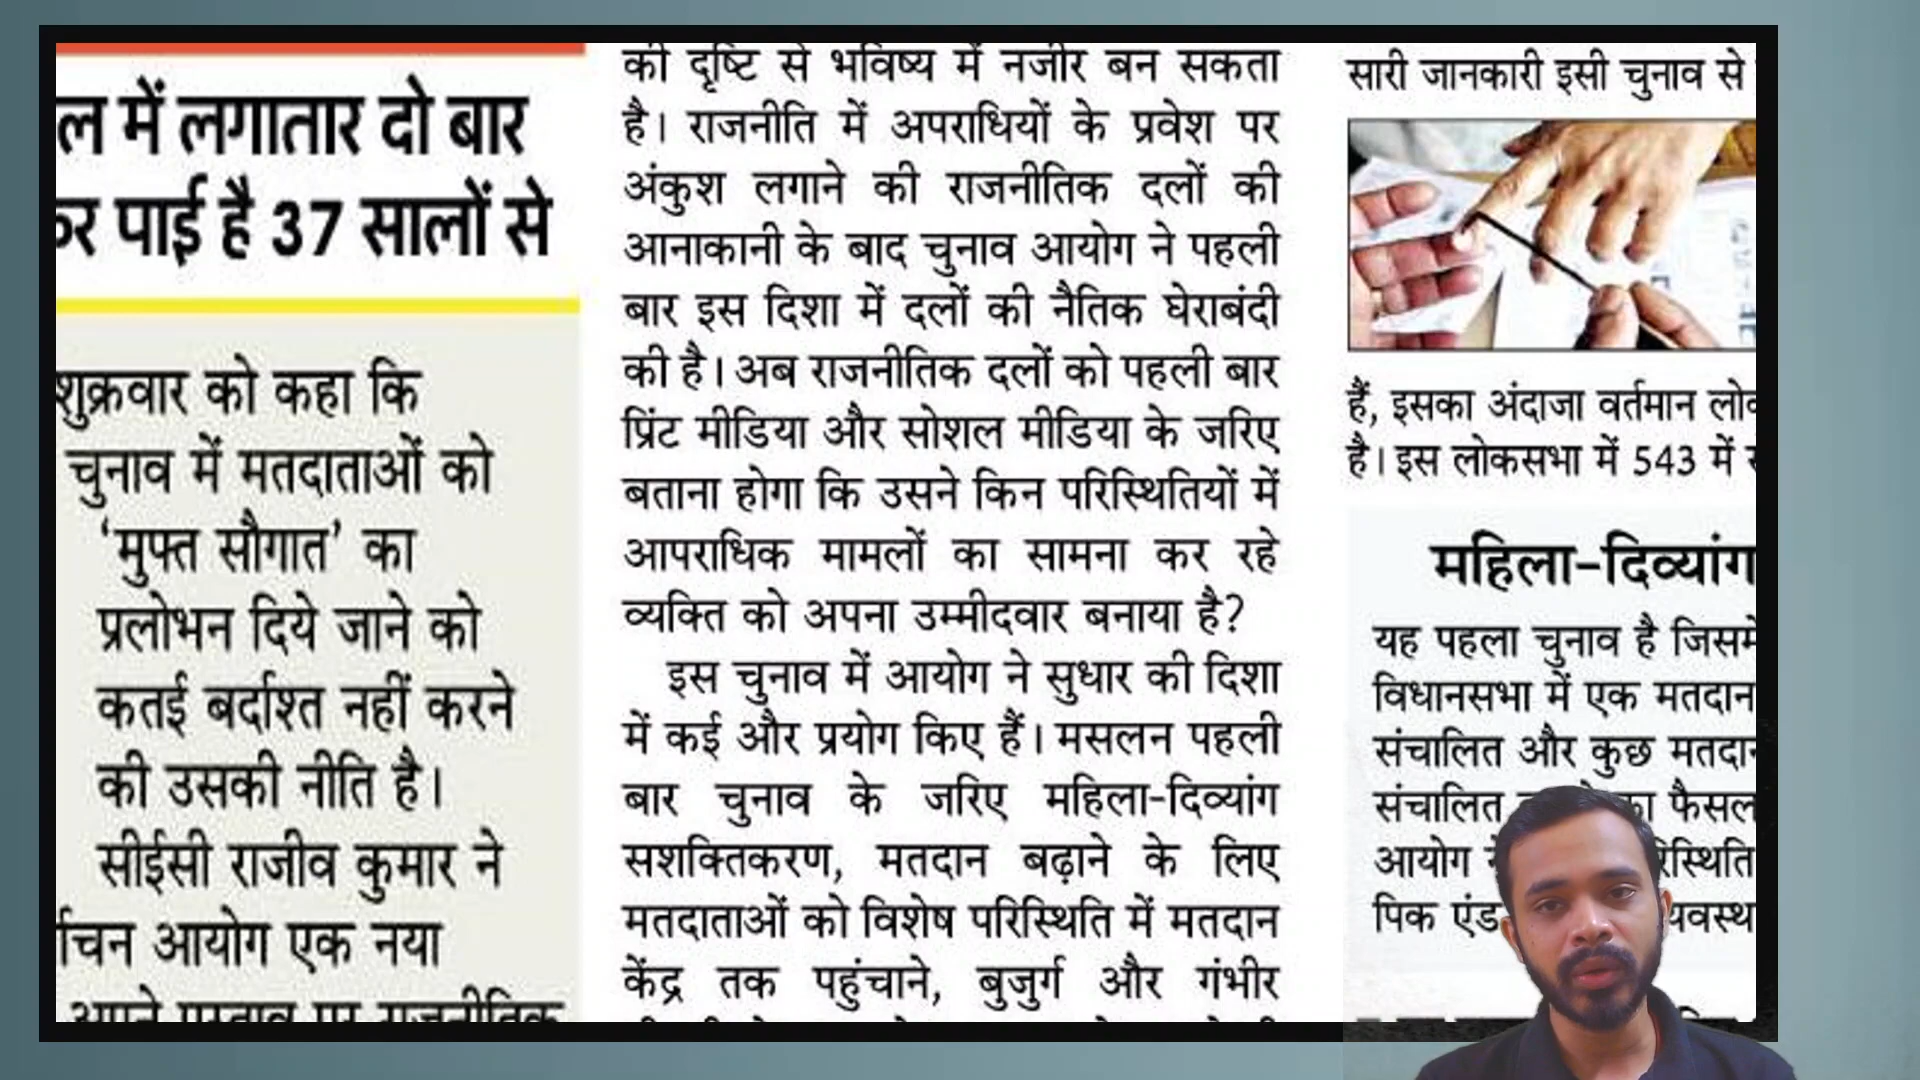 में लगातार दो बार
पाई है 37 सालों से
शुक्रवार को कहा कि
चुनाव में मतदाताओं को
‘मुफ्त सौगात’ का
प्रलोभन दिये जाने को
कतई बर्दाश्त नहीं करने
की उसकी नीति है।
सीईसी राजीव कुमार ने
आयोग एक नया
की दृष्टि से भविष्य में नजीर बन सकता
है। राजनीति में अपराधियों के प्रवेश पर
अंकुश लगाने की राजनीतिक दलों की
आनाकानी के बाद चुनाव आयोग ने पहली
बार इस दिशा में दलों की नैतिक घेराबंदी
की है। अब राजनीतिक दलों को पहली बार
प्रिंट मीडिया और सोशल मीडिया के जरिए
बताना होगा कि उसने किन परिस्थितियों में
आपराधिक मामलों का सामना कर रहे
व्यक्ति को अपना उम्मीदवार बनाया है?
इस चुनाव में आयोग ने सुधार की दिशा
में कई और प्रयोग किए हैं। मसलन पहली
बार चुनाव के जरिए महिला-दिव्यांग
सशक्तिकरण, मतदान बढ़ाने के लिए
मतदाताओं को विशेष परिस्थिति में मतदान
केंद्र तक पहुंचाने, बुजुर्ग और गंभीर
सारी जानकारी इसी चुनाव से
हैं, इसका अंदाजा वर्तमान
है। इस लोकसभा में 543 में
महिला-दिव्यांग
यह पहला चुनाव है
विधानसभा में एक मतदान
संचालित और कुछ
संचालित
आयोग
पिक एंड